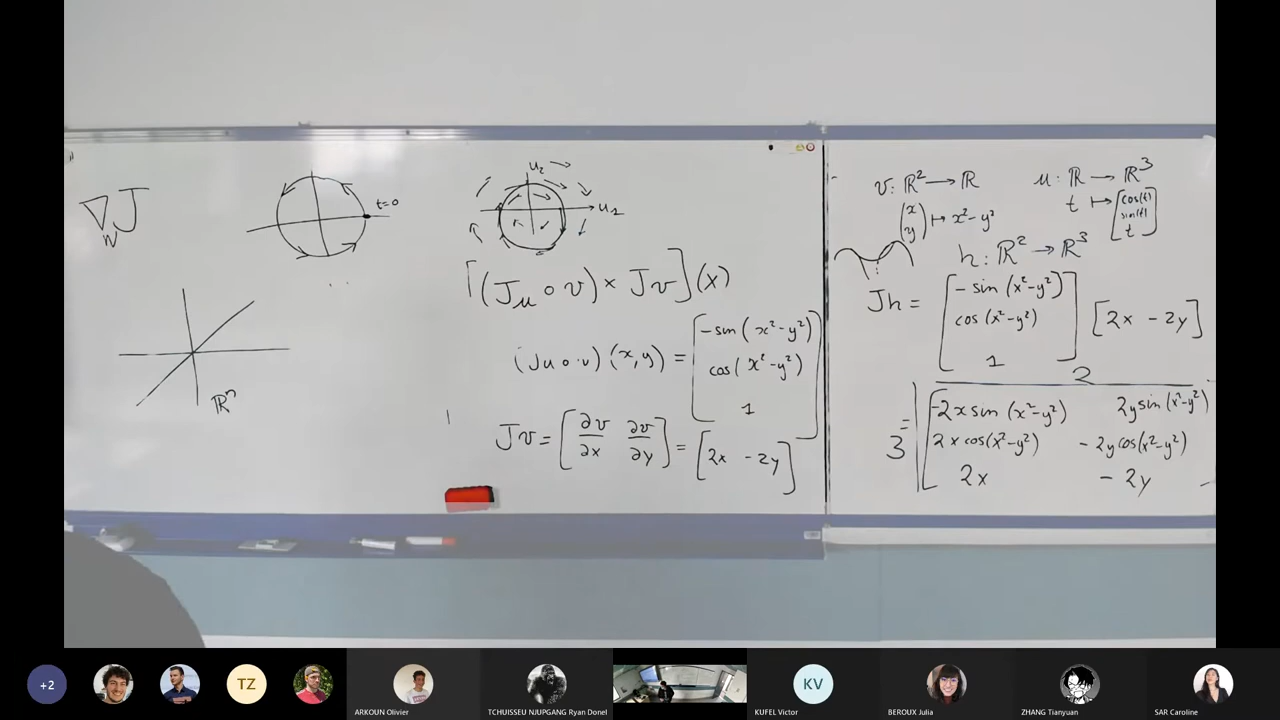 ∇_W J
t=0
ℝⁿ
u₂
u₁
[(J_u ∘ v) × Jv](x)
(Ju ∘ v)(x,y) = [-sin(x²-y²)
cos(x²-y²)
1]
Jv = [∂v/∂x ∂v/∂y] = [2x -2y]
v: ℝ² → ℝ
(x y) ↦ x²-y²
u: ℝ → ℝ³
t ↦ [cos(t)
sin(t)
t]
h: ℝ² → ℝ³
Jh = [-sin(x²-y²)
cos(x²-y²)
1] [2x -2y]
2
= 3 [-2x sin(x²-y²) 2y sin(x²-y²)
2x cos(x²-y²) -2y cos(x²-y²)
2x -2y
+2
TZ
ARKOUN Olivier
TCHUISSEU NJUPGANG Ryan Donel
KV
KUFEL Victor
BEROUX Julia
ZHANG Tianyuan
SAR Caroline